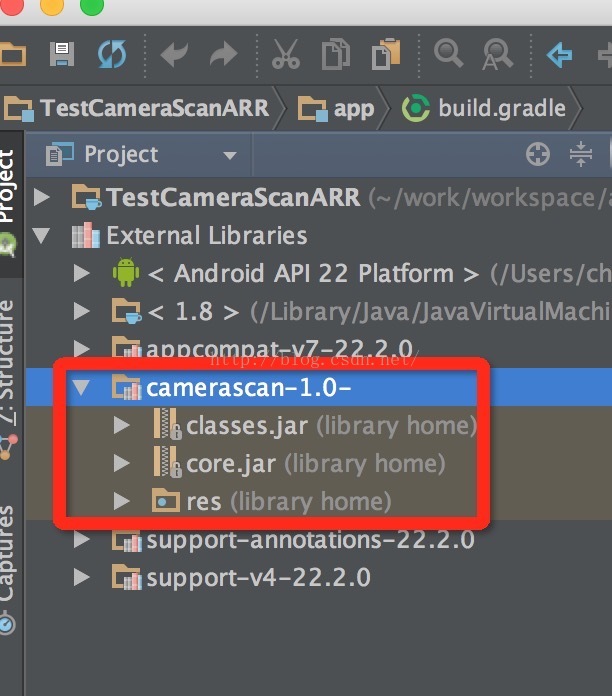 TestCameraScanARR
app
build.gradle
Project
Project
TestCameraScanARR (~/work/workspace/
External Libraries
< Android API 22 Platform > (/Users/ch
< 1.8 > (/Library/Java/JavaVirtualMachi
appcompat-v7-22.2.0
http://blog.csdn.net/
camerascan-1.0-
classes.jar (library home)
core.jar (library home)
res (library home)
support-annotations-22.2.0
support-v4-22.2.0
7: Structure
Captures